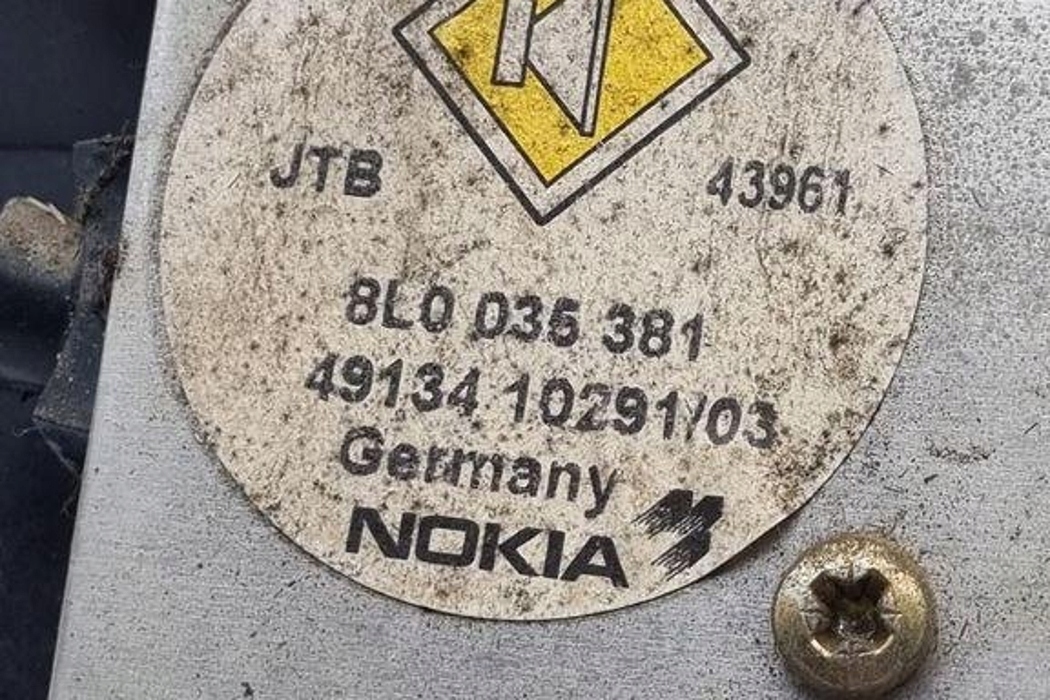 JTB 43961
8L0 035 381
49134 10291/03
Germany
NOKIA